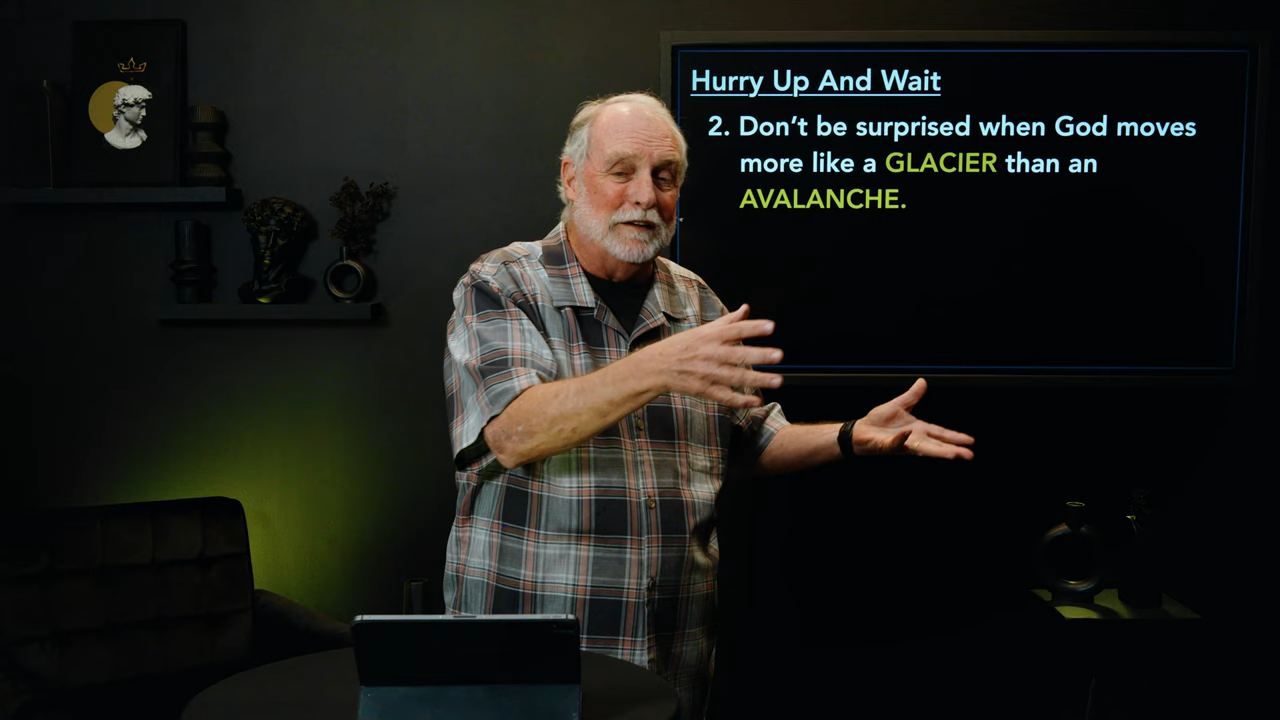 Hurry Up And Wait
2. Don't be surprised when God moves
more like a GLACIER than an
AVALANCHE.